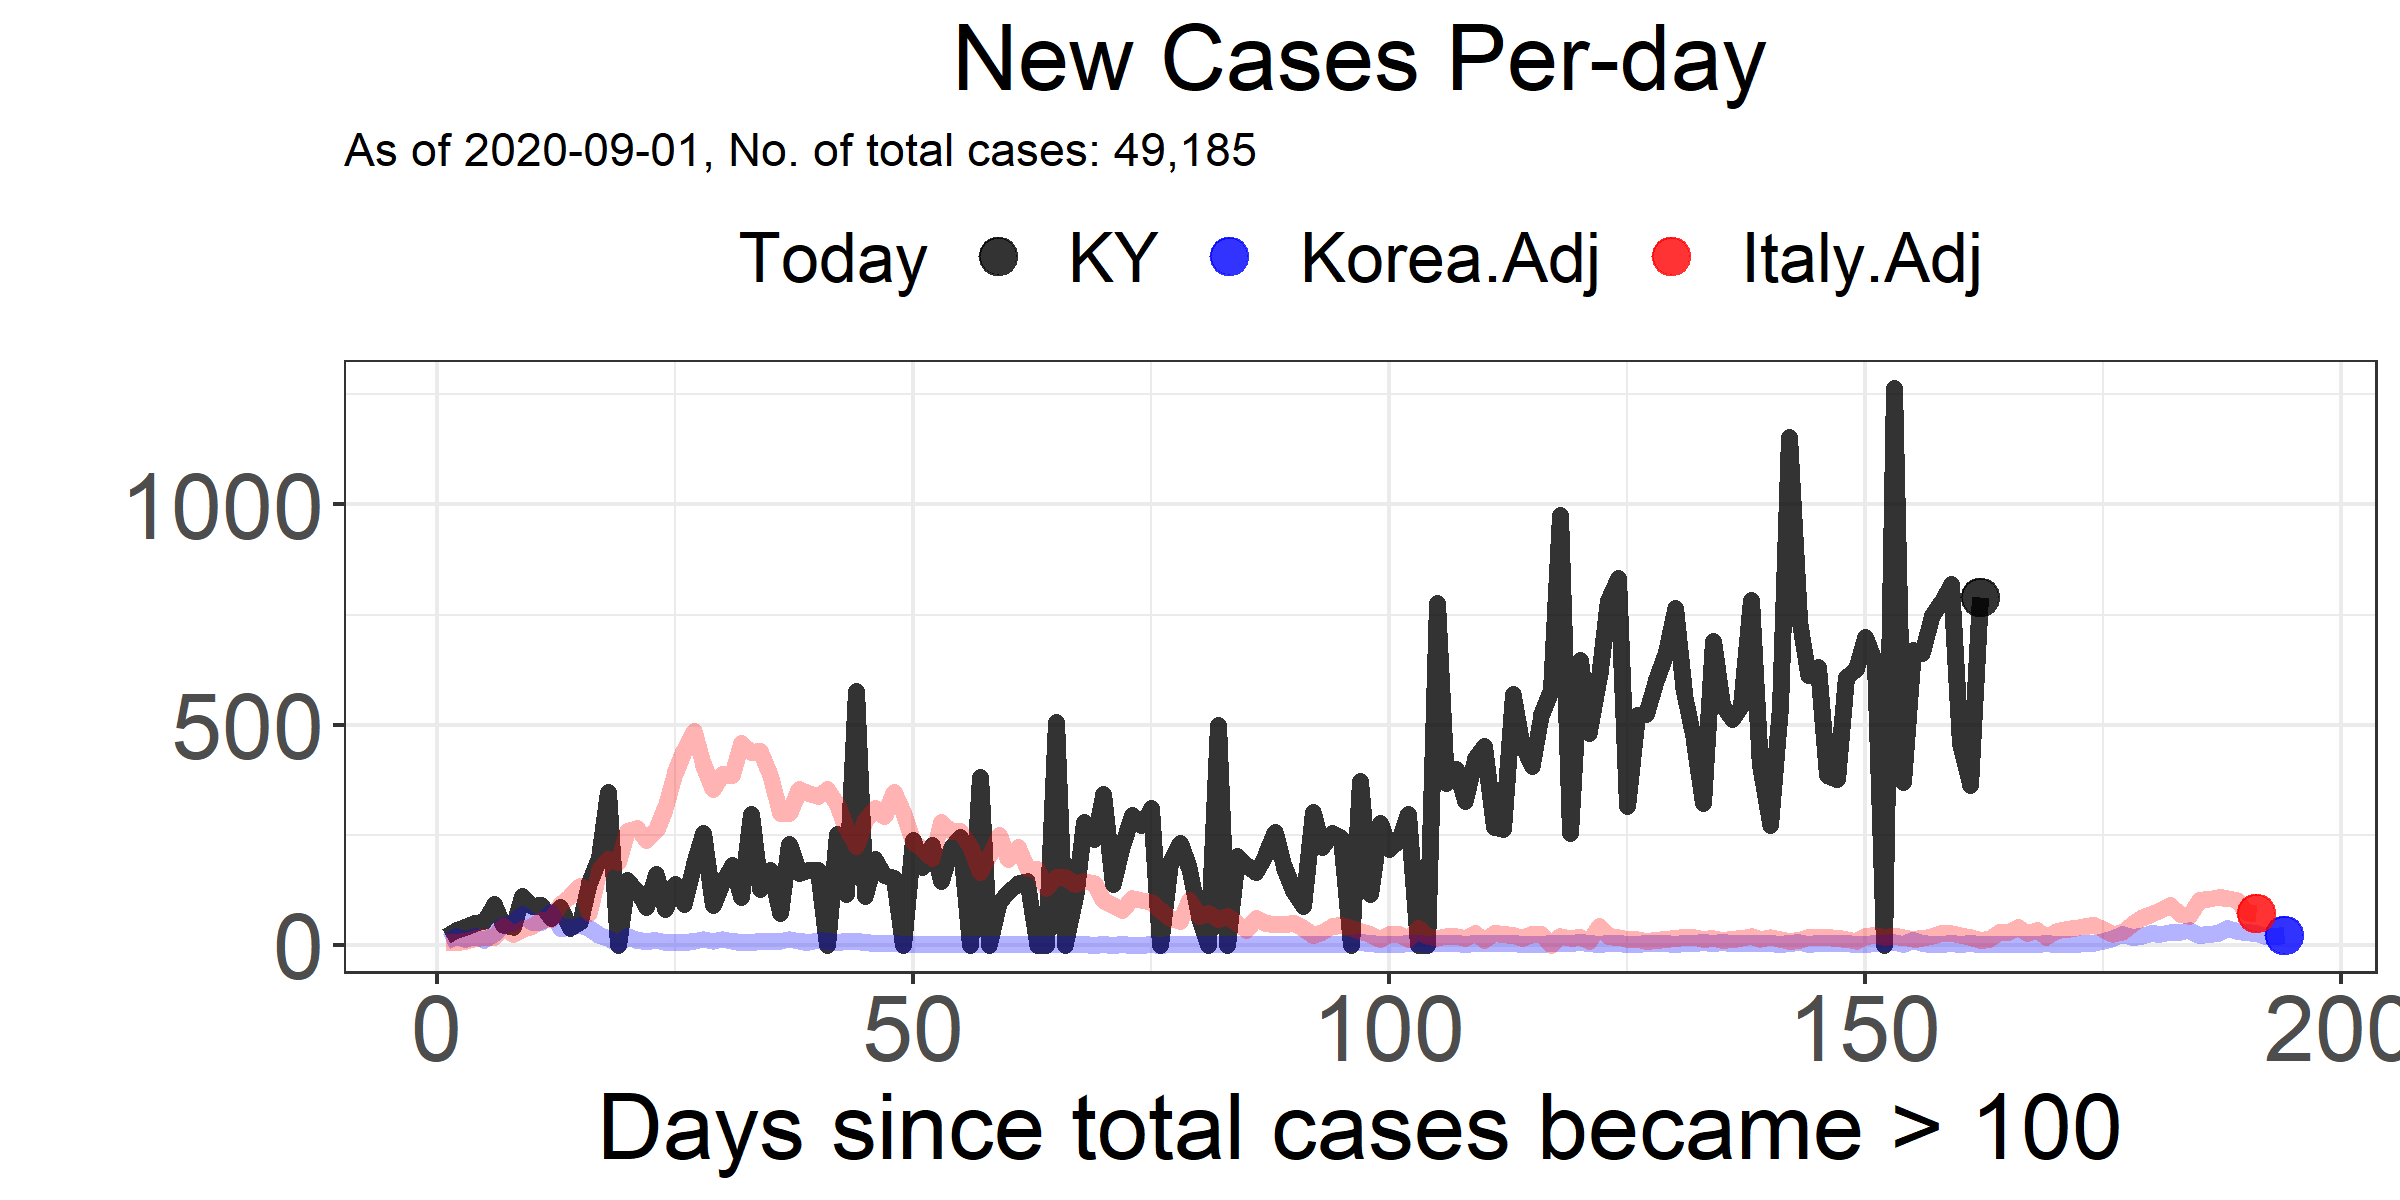 New Cases Per-day
As of 2020-09-01, No. of total cases: 49,185
Today KY Korea.Adj Italy.Adj
1000
500
0
0 50 100 150 200
Days since total cases became > 100